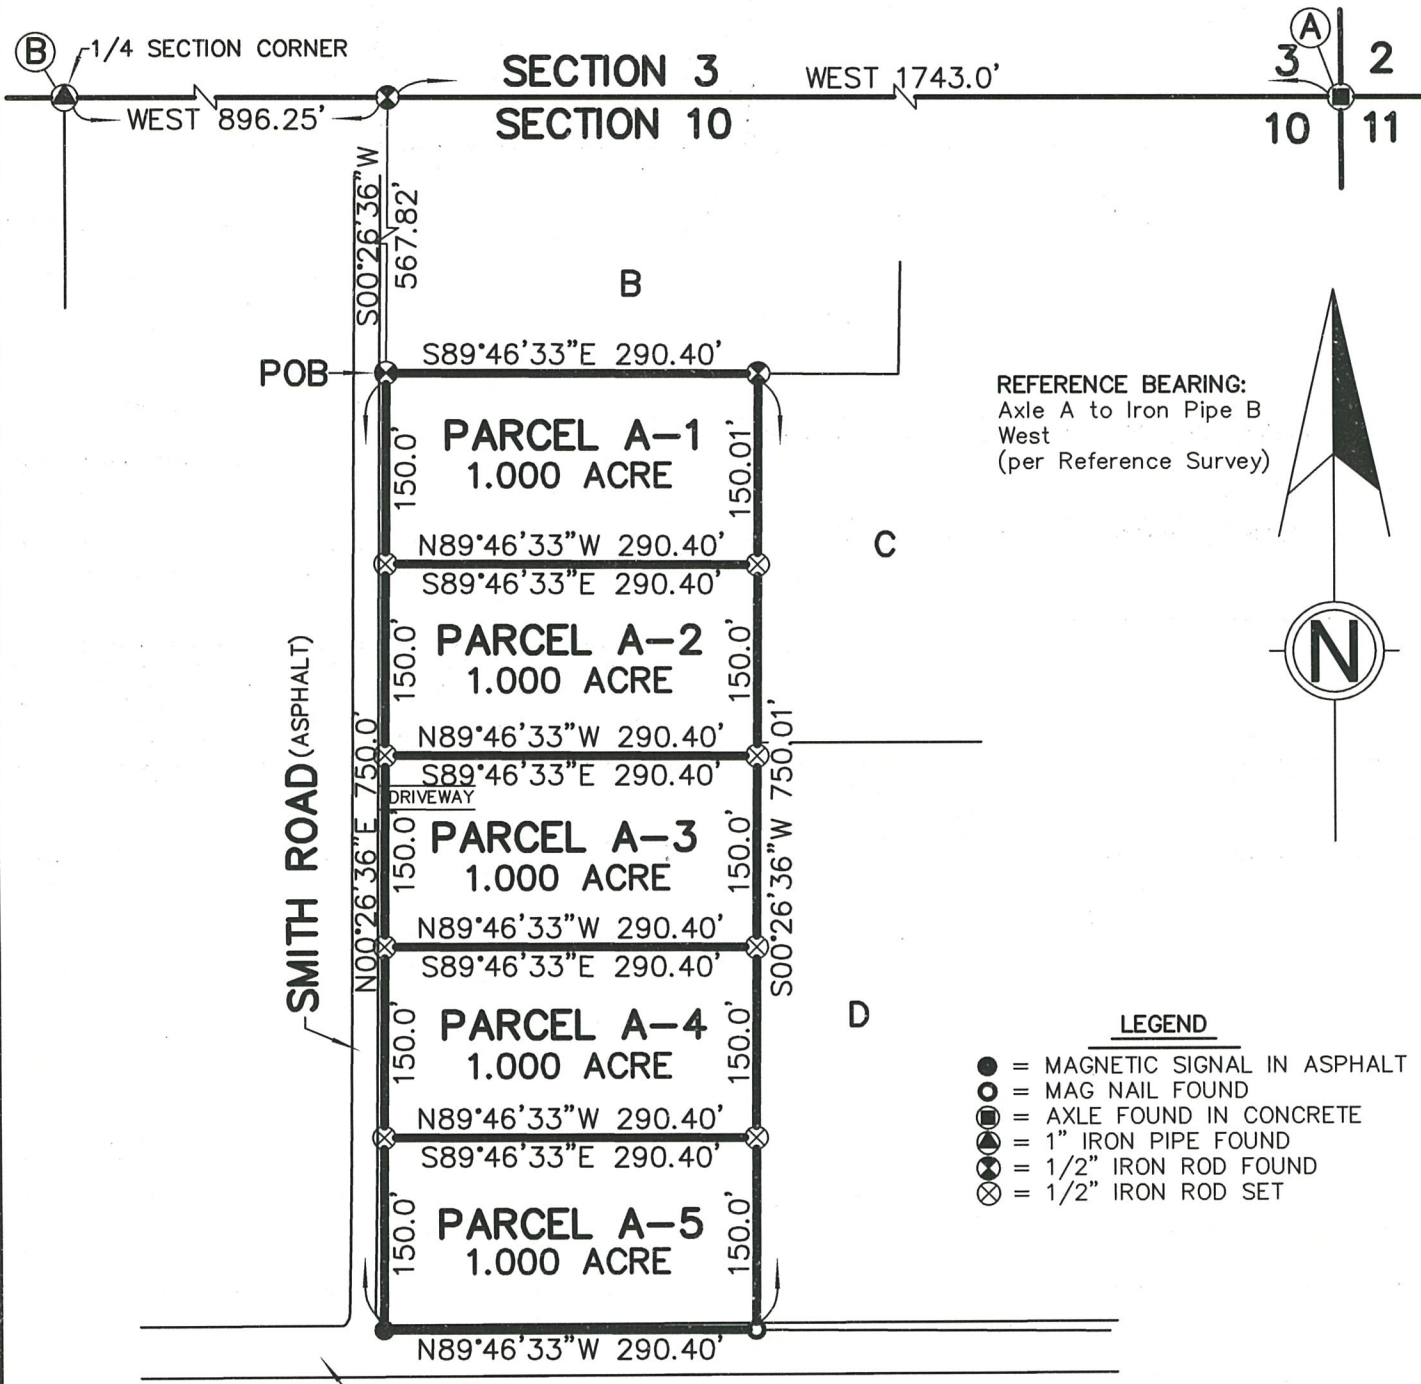 B
1/4 SECTION CORNER
SECTION 3
WEST 1743.0'
A
3
2
WEST 896.25'
SECTION 10
10
11
S00°26'36"W
567.82'
B
POB
S89°46'33"E 290.40'
REFERENCE BEARING:
Axle A to Iron Pipe B
West
(per Reference Survey)
PARCEL A-1
1.000 ACRE
150.0'
150.01'
N89°46'33"W 290.40'
C
S89°46'33"E 290.40'
PARCEL A-2
1.000 ACRE
150.0'
150.0'
N
N89°46'33"W 290.40'
S89°46'33"E 290.40'
DRIVEWAY
SMITH ROAD (ASPHALT)
N00°26'36"E 750.0'
S00°26'36"W 750.01'
PARCEL A-3
1.000 ACRE
150.0'
150.0'
N89°46'33"W 290.40'
S89°46'33"E 290.40'
PARCEL A-4
1.000 ACRE
150.0'
150.0'
D
N89°46'33"W 290.40'
S89°46'33"E 290.40'
PARCEL A-5
1.000 ACRE
150.0'
150.0'
N89°46'33"W 290.40'
LEGEND
= MAGNETIC SIGNAL IN ASPHALT
= MAG NAIL FOUND
= AXLE FOUND IN CONCRETE
= 1" IRON PIPE FOUND
= 1/2" IRON ROD FOUND
= 1/2" IRON ROD SET